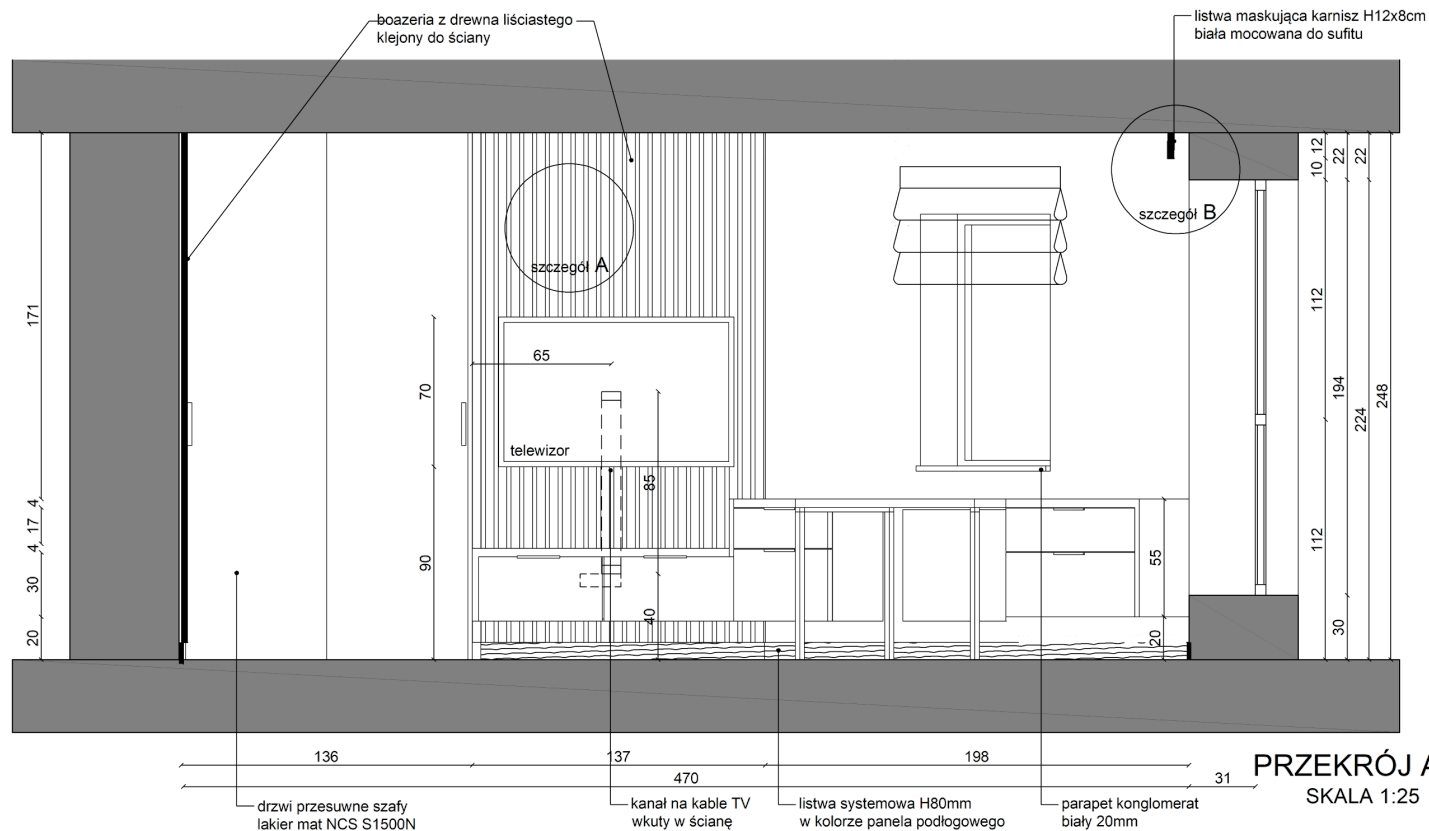 boazeria z drewna liściastego
klejony do ściany
listwa maskująca karnisz H12x8cm
biała mocowana do sufitu
szczegół A
szczegół B
telewizor
171
4
17
4
30
20
70
90
65
85
40
55
20
12
10
112
112
22
194
30
22
224
248
136
137
198
470
31
PRZEKRÓJ A
SKALA 1:25
drzwi przesuwne szafy
lakier mat NCS S1500N
kanał na kable TV
wkuty w ścianę
listwa systemowa H80mm
w kolorze panela podłogowego
parapet konglomerat
biały 20mm